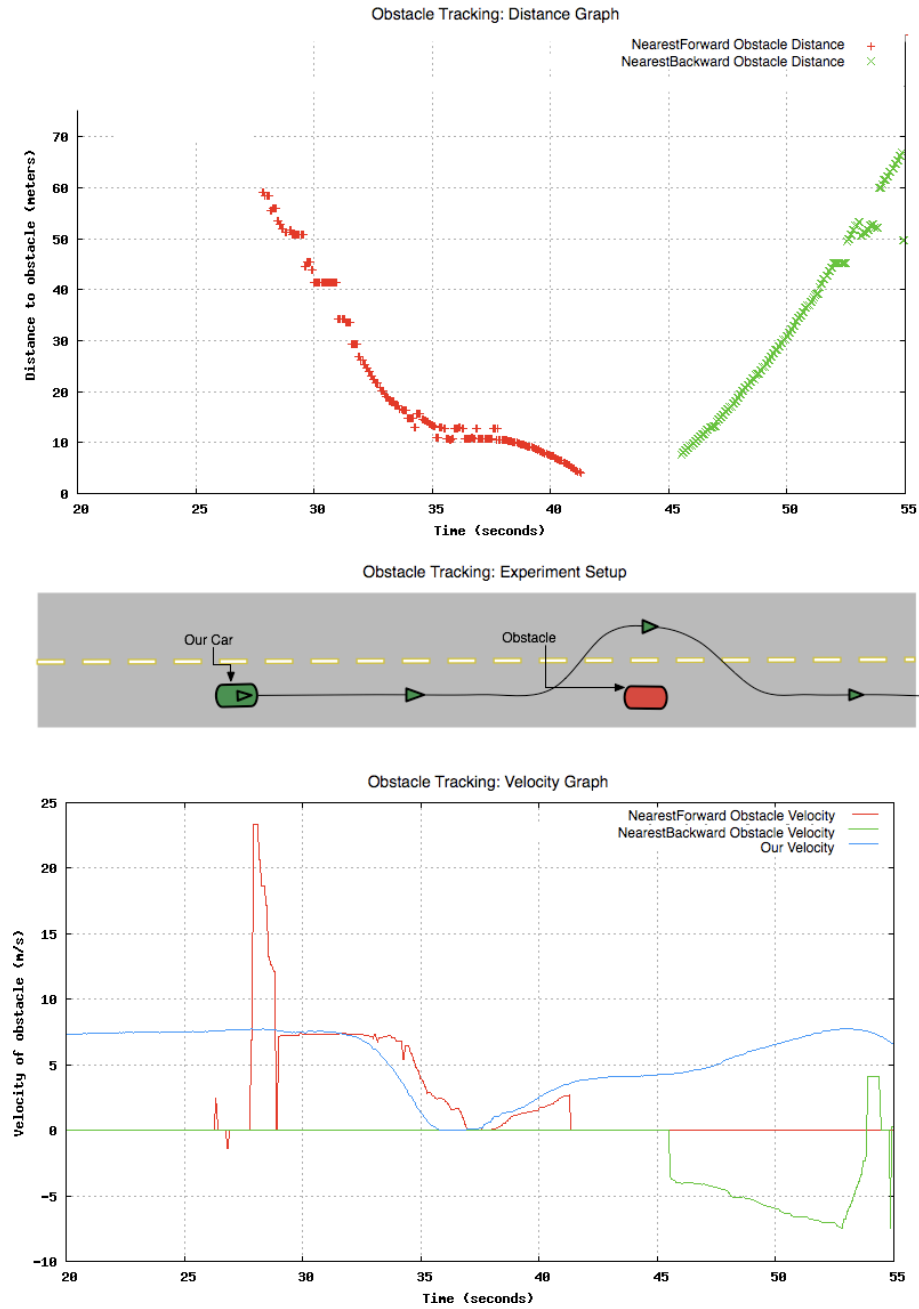 Obstacle Tracking: Distance Graph
NearestForward Obstacle Distance
NearestBackward Obstacle Distance
Distance to obstacle (meters)
70
60
50
40
30
20
10
0
20 25 30 35 40 45 50 55
Time (seconds)
Obstacle Tracking: Experiment Setup
Our Car
Obstacle
Obstacle Tracking: Velocity Graph
NearestForward Obstacle Velocity
NearestBackward Obstacle Velocity
Our Velocity
Velocity of obstacle (m/s)
25
20
15
10
5
0
-5
-10
20 25 30 35 40 45 50 55
Time (seconds)